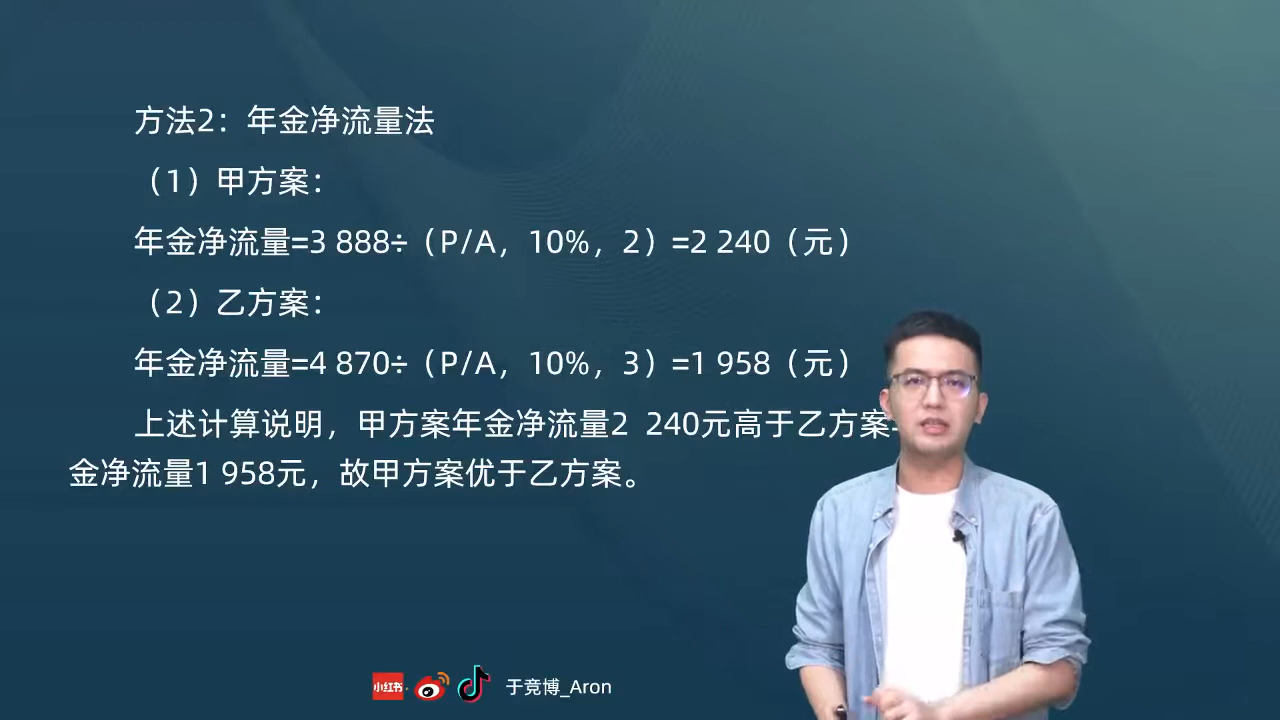 方法2：年金净流量法
（1）甲方案：
年金净流量=3 888÷（P/A，10%，2）=2 240（元）
（2）乙方案：
年金净流量=4 870÷（P/A，10%，3）=1 958（元）
上述计算说明，甲方案年金净流量2 240元高于乙方案
金净流量1 958元，故甲方案优于乙方案。
小红书 于竞博_Aron